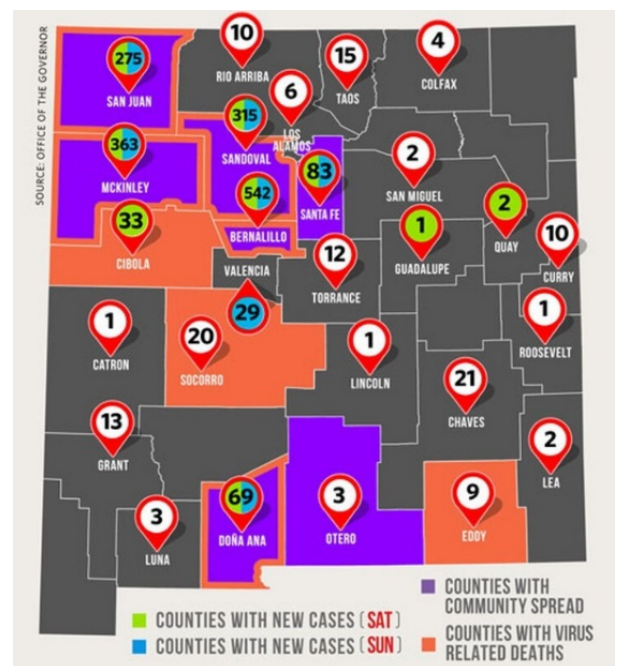 SOURCE: OFFICE OF THE GOVERNOR
275
SAN JUAN
10
RIO ARRIBA
15
TAOS
4
COLFAX
6
LOS
ALAMOS
363
MCKINLEY
315
SANDOVAL
83
SANTA FE
2
SAN MIGUEL
542
BERNALILLO
33
CIBOLA
VALENCIA
29
12
TORRANCE
1
GUADALUPE
2
QUAY
10
CURRY
1
CATRON
20
SOCORRO
1
LINCOLN
1
ROOSEVELT
21
CHAVES
13
GRANT
2
LEA
3
LUNA
69
DOÑA ANA
3
OTERO
9
EDDY
COUNTIES WITH NEW CASES (SAT)
COUNTIES WITH NEW CASES (SUN)
COUNTIES WITH
COMMUNITY SPREAD
COUNTIES WITH VIRUS
RELATED DEATHS